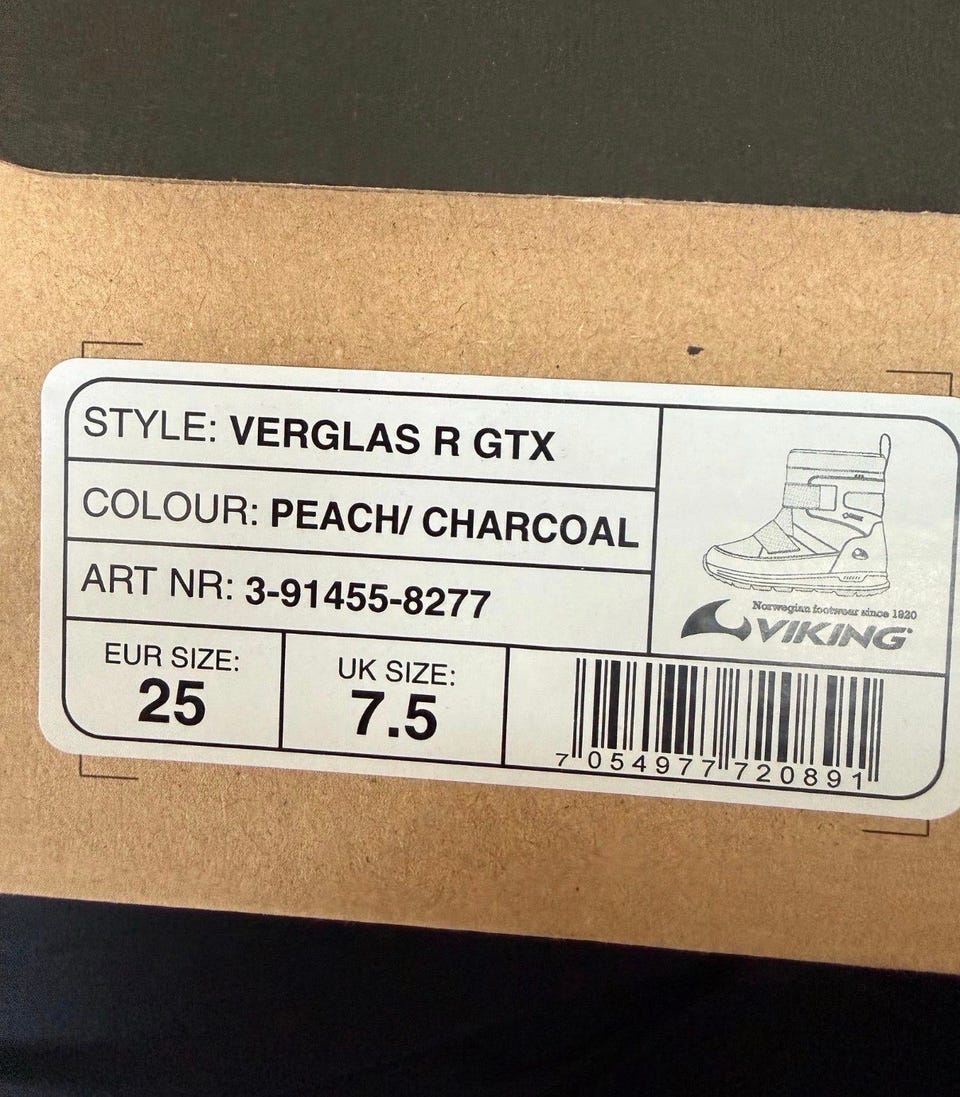 STYLE: VERGLAS R GTX
COLOUR: PEACH/ CHARCOAL
ART NR: 3-91455-8277
EUR SIZE:
25
UK SIZE:
7.5
Norwegian footwear since 1920
VIKING
7 054977 720891